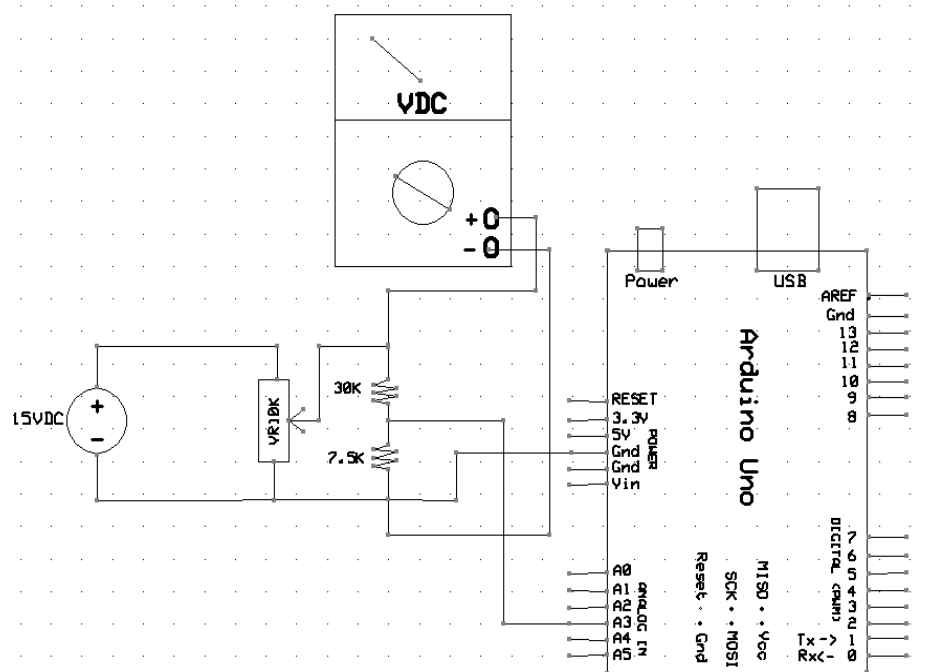 VDC
+0
-0
Power
USB
AREF
Gnd
13
12
11
10
9
8
Arduino Uno
15VDC
+
-
VR10K
30K
7.5K
RESET
3.3V
5V
Gnd
Gnd
Vin
POWER
A0
A1
A2
A3
A4
A5
ANALOG IN
Reset · · Gnd
SCK · · MOSI
MISO · · Vcc
DIGITAL (PWM)
7
6
5
4
3
2
Tx -> 1
Rx<- 0